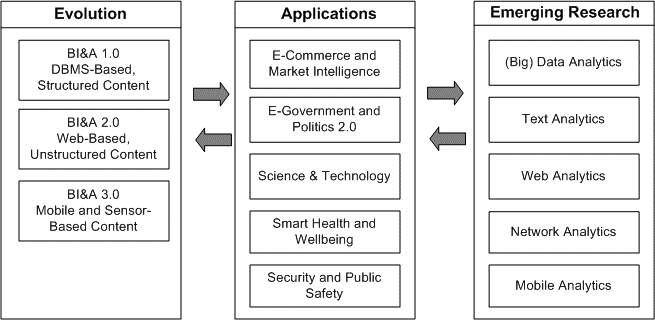 Evolution
BI&A 1.0
DBMS-Based,
Structured Content
BI&A 2.0
Web-Based,
Unstructured Content
BI&A 3.0
Mobile and Sensor-
Based Content
Applications
E-Commerce and
Market Intelligence
E-Government and
Politics 2.0
Science & Technology
Smart Health and
Wellbeing
Security and Public
Safety
Emerging Research
(Big) Data Analytics
Text Analytics
Web Analytics
Network Analytics
Mobile Analytics